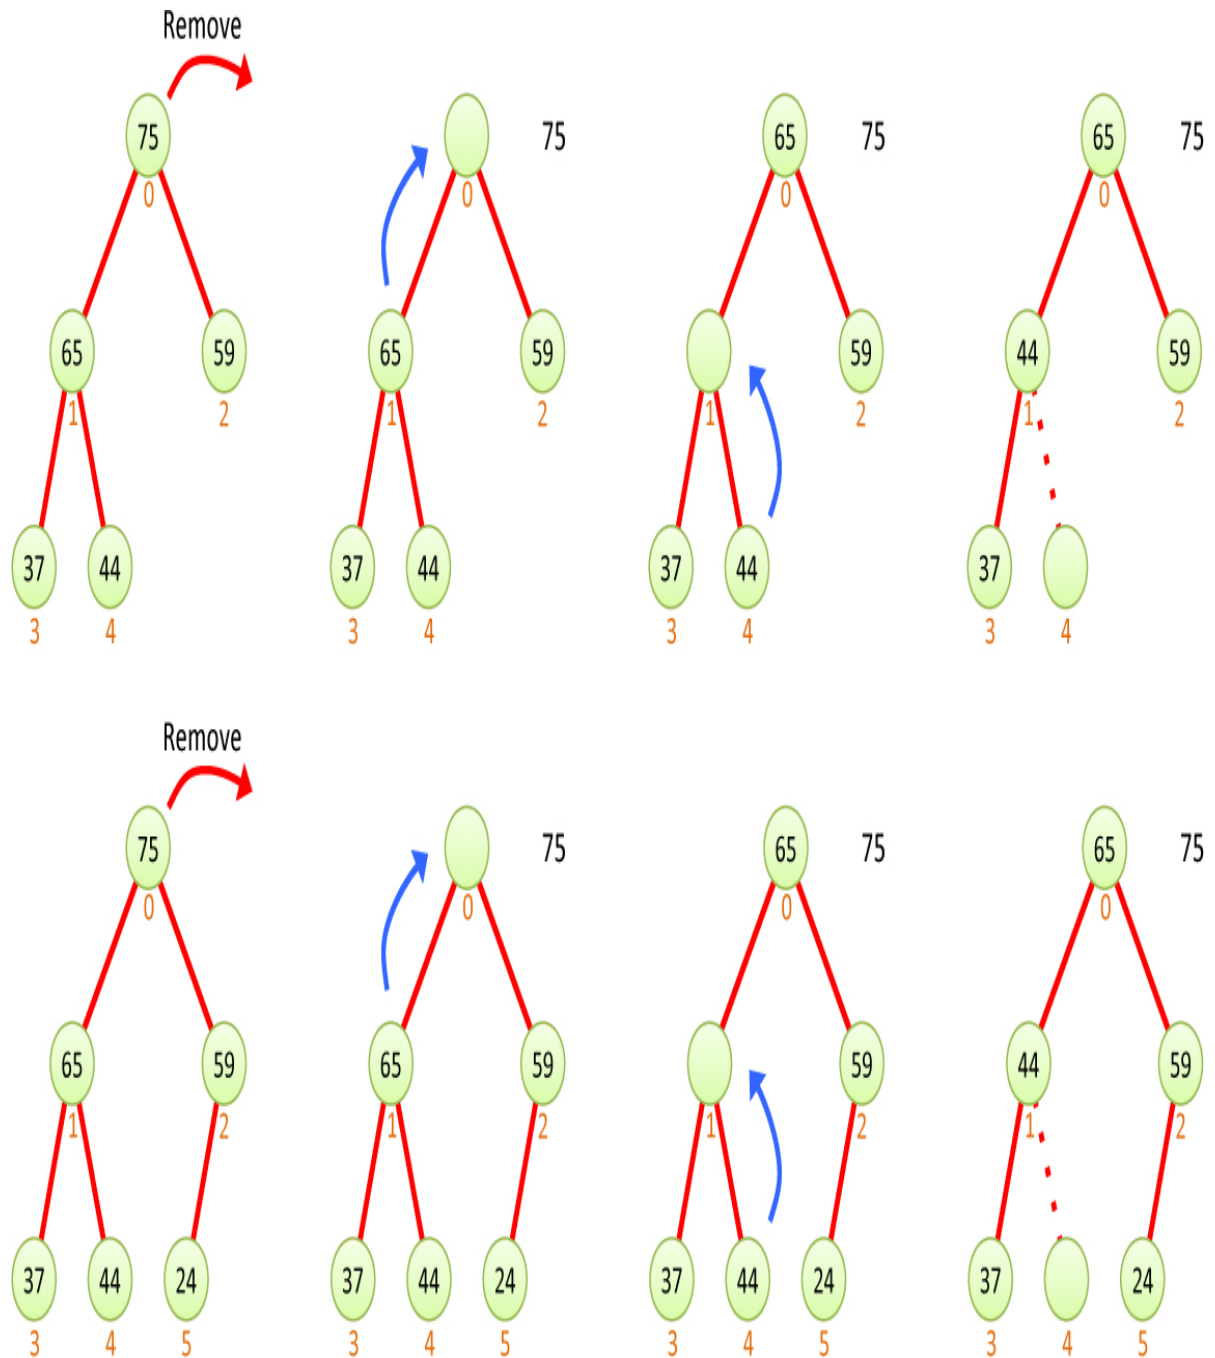 Remove
75 75 75 65 75
65
0 0 0 0
65 59 65 59 59 44 59
1 2 1 2 1 2 1 2
37 44 37 44 37 44 37
3 4 3 4 3 4 3 4
Remove
75 75 65 75 65 75
0 0 0 0
65 59 65 59 59 44 59
1 2 1 2 1 2 1 2
37 44 24 37 44 24 37 44 24 37 24
3 4 5 3 4 5 3 4 5 3 4 5